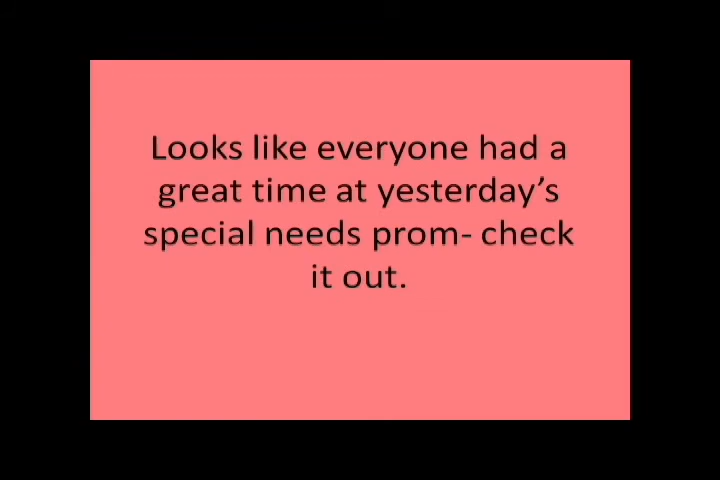 Looks like everyone had a
great time at yesterday’s
special needs prom- check
it out.